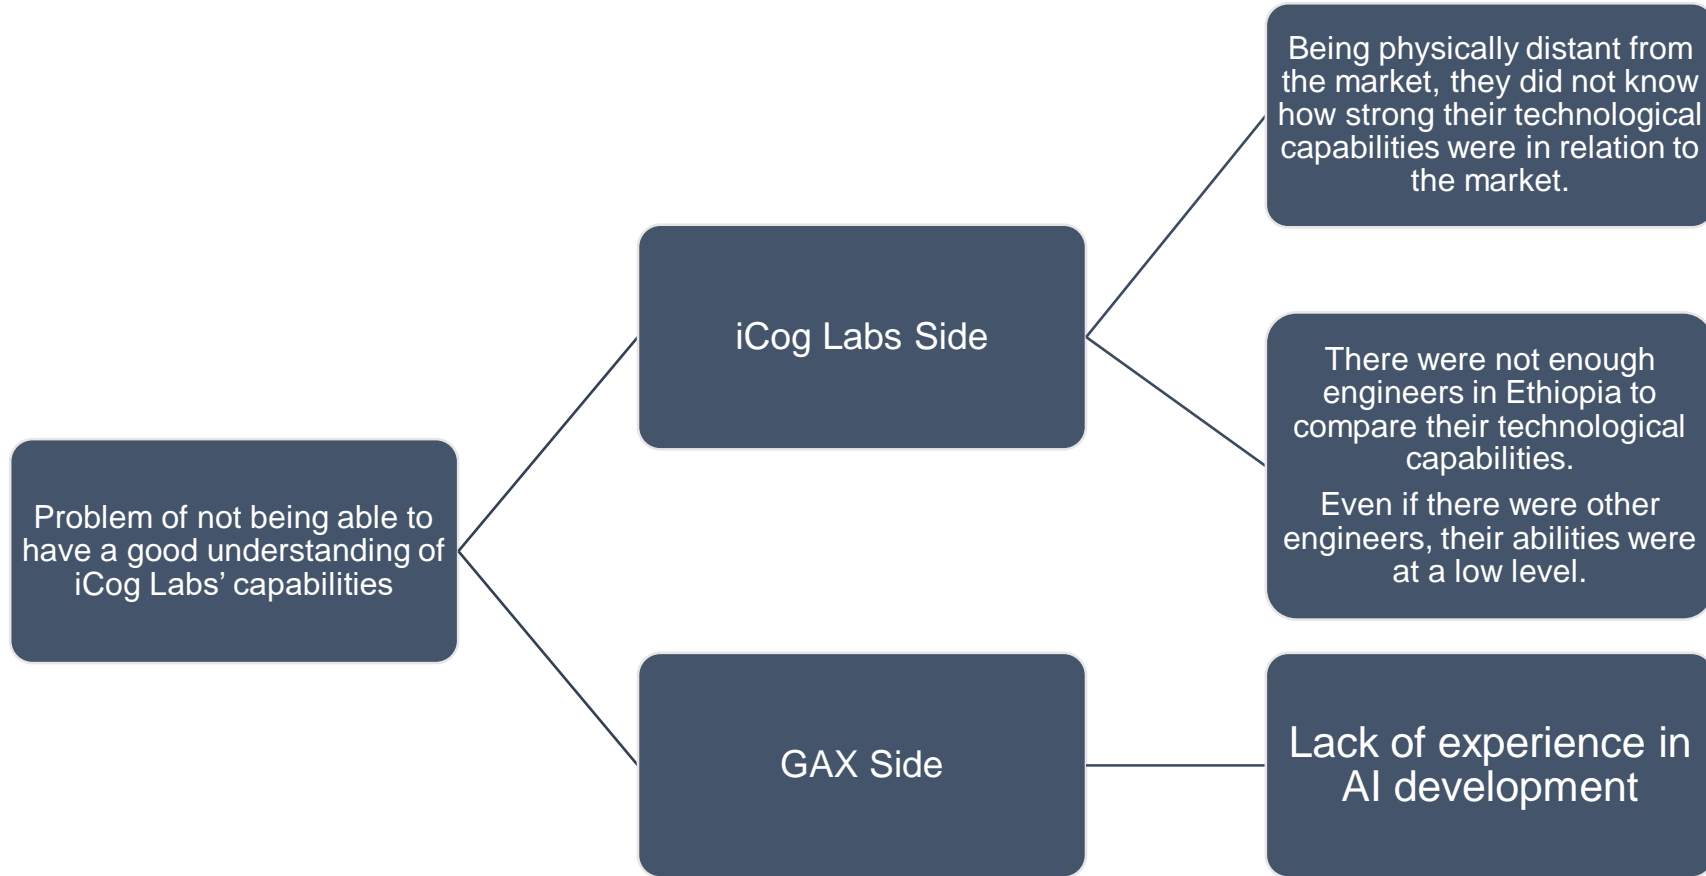 Problem of not being able to
have a good understanding of
iCog Labs’ capabilities
iCog Labs Side
Being physically distant from
the market, they did not know
how strong their technological
capabilities were in relation to
the market.
There were not enough
engineers in Ethiopia to
compare their technological
capabilities.
Even if there were other
engineers, their abilities were
at a low level.
GAX Side
Lack of experience in
AI development